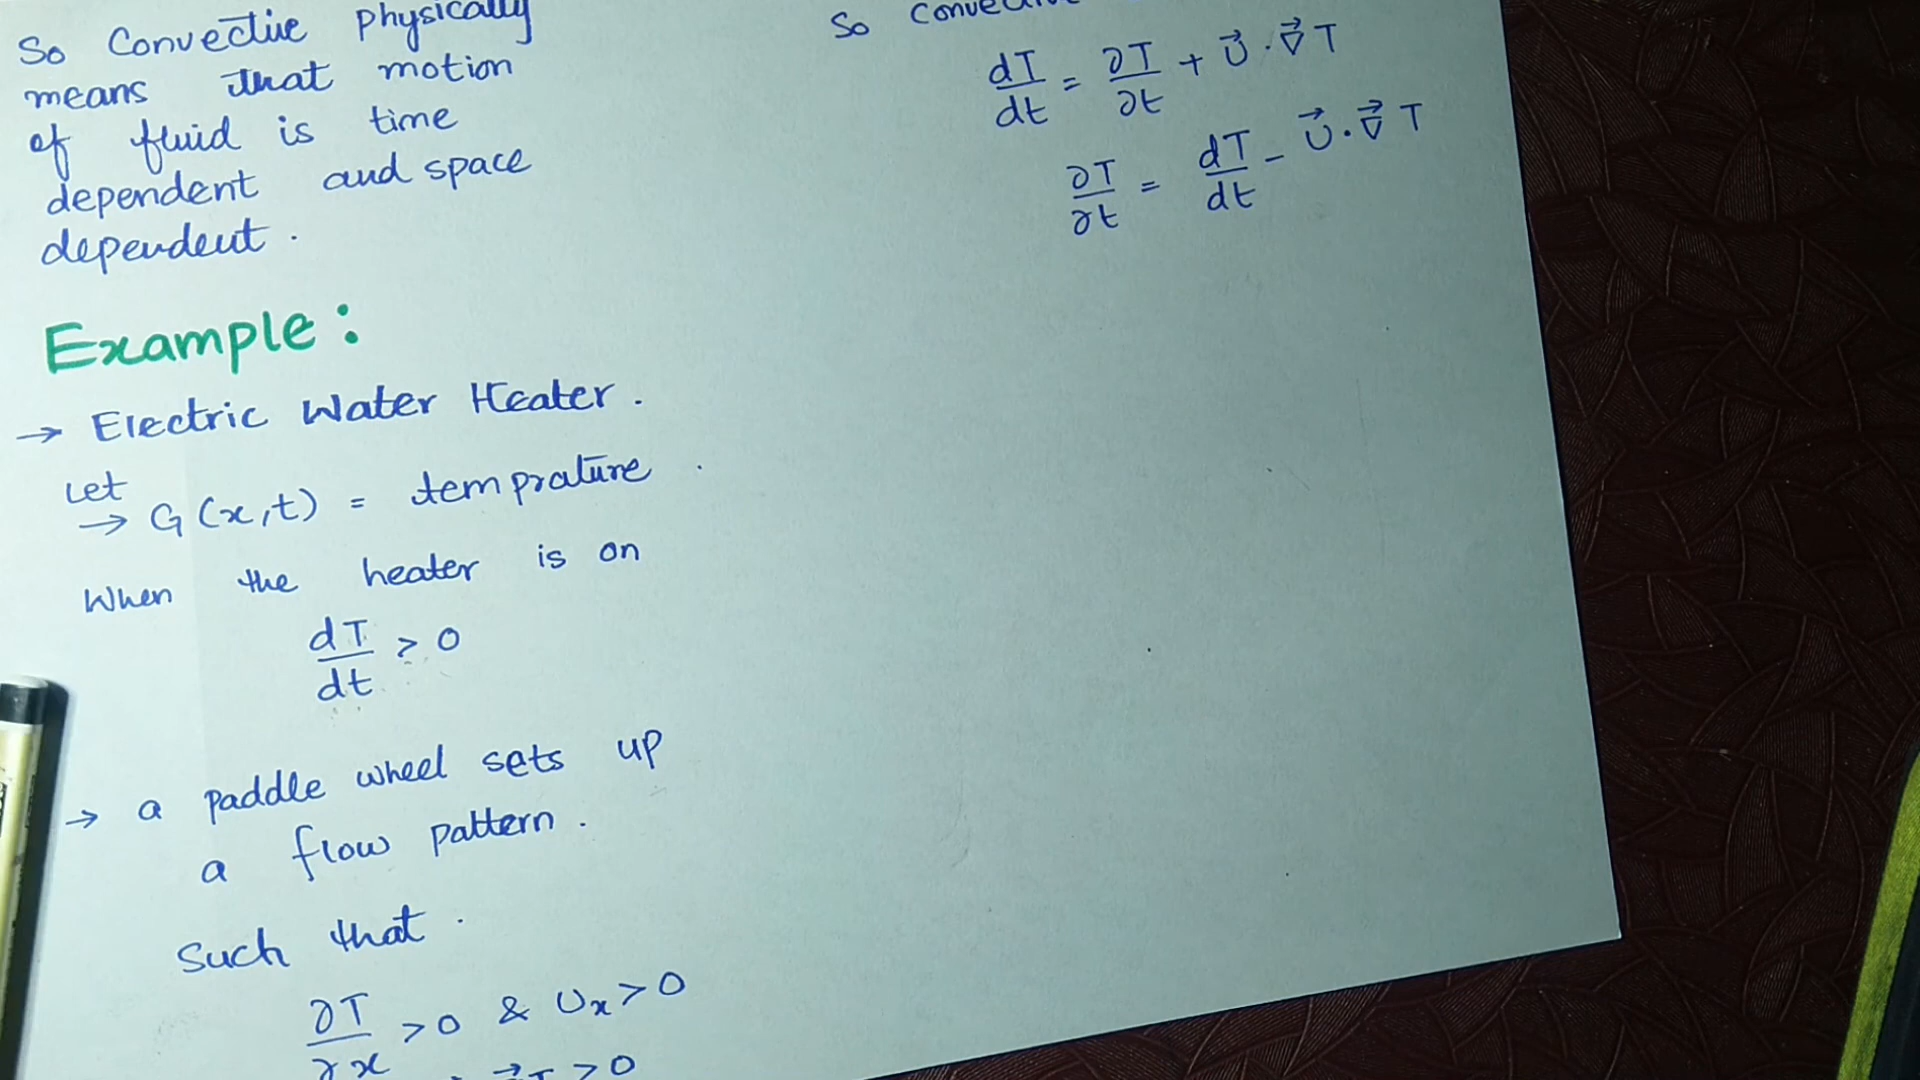 So Convective physically
means that motion
of fluid is time
dependent and space
dependent .
Example :
→ Electric Water Heater .
Let
→ G (x,t) = temprature .
When the heater is on
dT/dt > 0
→ a paddle wheel sets up
a flow pattern .
Such that .
∂T/∂x > 0 & Ux > 0
> 0
So
dT/dt = ∂T/∂t + U⃗ . ∇⃗ T
∂T/∂t = dT/dt - U⃗ . ∇⃗ T